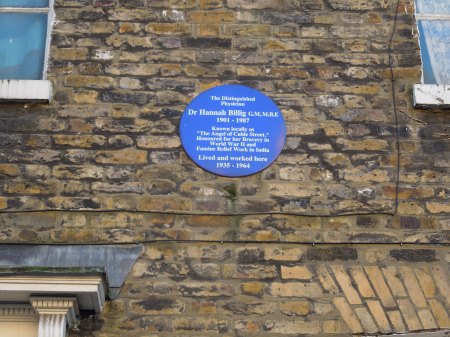 The Distinguished
Physician
Dr Hannah Billig G.M,M.B.E
1901 - 1987
Known locally as
"The Angel of Cable Street,"
Honoured for her Bravery in
World War II and
Famine Relief Work in India
Lived and worked here
1935 - 1964